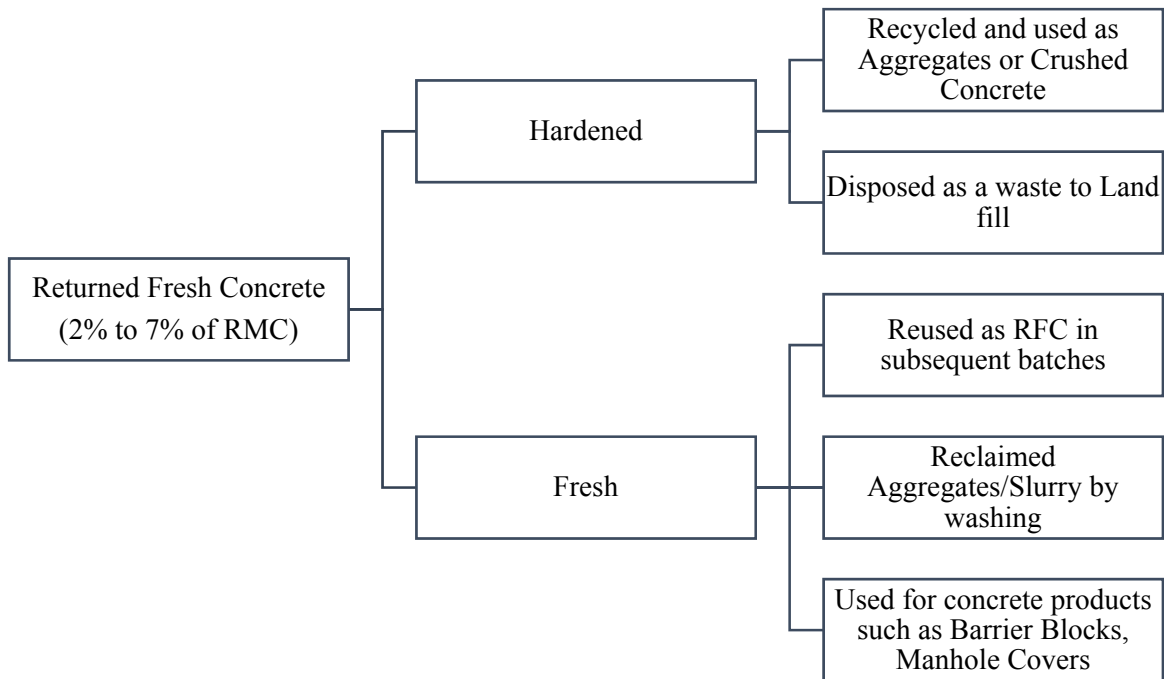 Returned Fresh Concrete
(2% to 7% of RMC)
Hardened
Recycled and used as
Aggregates or Crushed
Concrete
Disposed as a waste to Land
fill
Fresh
Reused as RFC in
subsequent batches
Reclaimed
Aggregates/Slurry by
washing
Used for concrete products
such as Barrier Blocks,
Manhole Covers